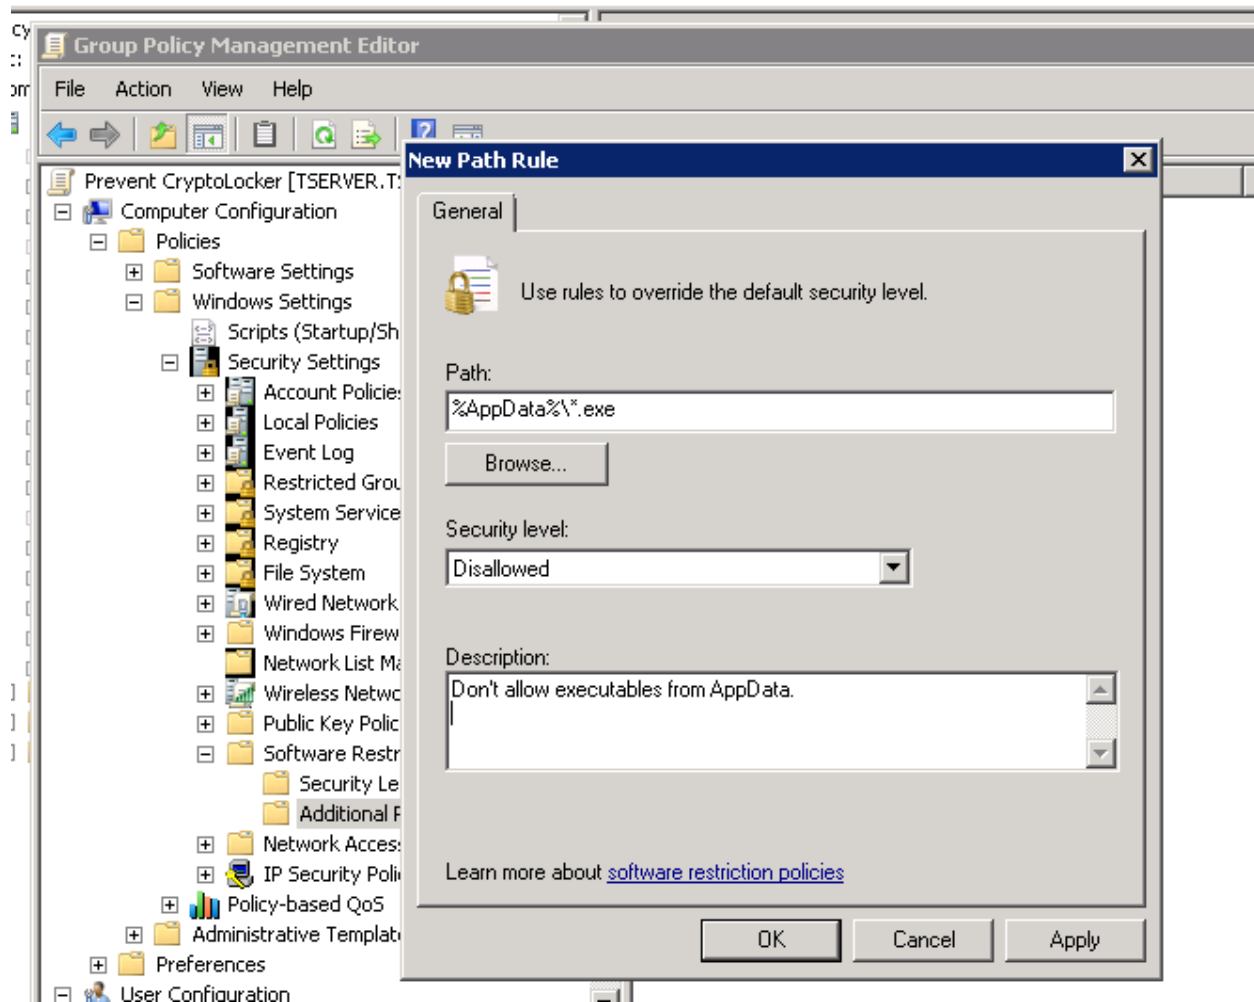 cy
Group Policy Management Editor
File Action View Help
New Path Rule
Prevent CryptoLocker [TSERVER.T
Computer Configuration
Policies
Software Settings
Windows Settings
Scripts (Startup/Sh
Security Settings
Account Policie
Local Policies
Event Log
Restricted Grou
System Service
Registry
File System
Wired Network
Windows Firew
Network List Ma
Wireless Netwo
Public Key Polic
Software Restr
Security Le
Additional
Network Acces
IP Security Poli
Policy-based QoS
Administrative Templat
Preferences
User Configuration
General
Use rules to override the default security level.
Path:
%AppData%\*.exe
Browse...
Security level:
Disallowed
Description:
Don't allow executables from AppData.
Learn more about software restriction policies
OK Cancel Apply